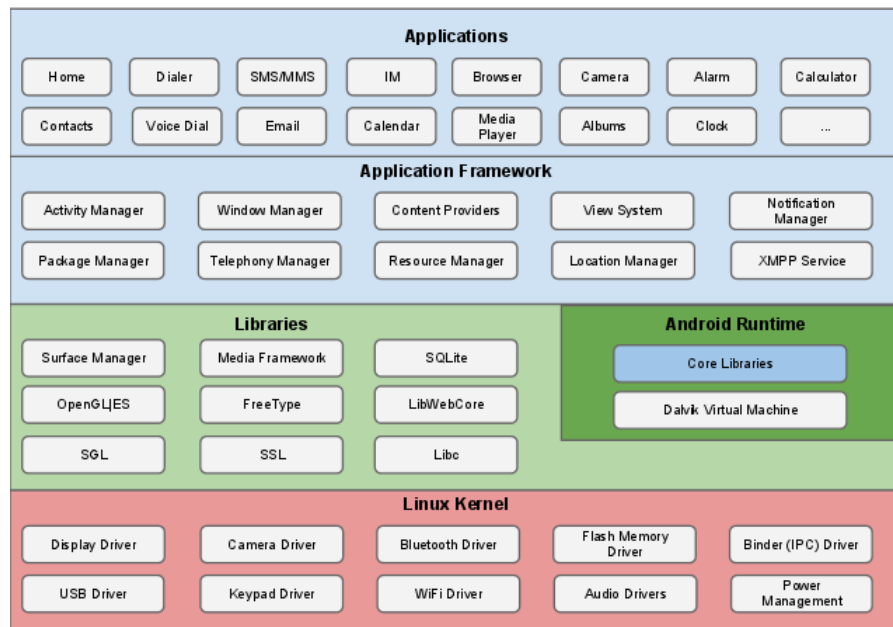 Applications
Home Dialer SMS/MMS IM Browser Camera Alarm Calculator
Contacts Voice Dial Email Calendar Media Player Albums Clock ...
Application Framework
Activity Manager Window Manager Content Providers View System Notification Manager
Package Manager Telephony Manager Resource Manager Location Manager XMPP Service
Libraries
Surface Manager Media Framework SQLite
OpenGL|ES FreeType LibWebCore
SGL SSL Libc
Android Runtime
Core Libraries
Dalvik Virtual Machine
Linux Kernel
Display Driver Camera Driver Bluetooth Driver Flash Memory Driver Binder (IPC) Driver
USB Driver Keypad Driver WiFi Driver Audio Drivers Power Management